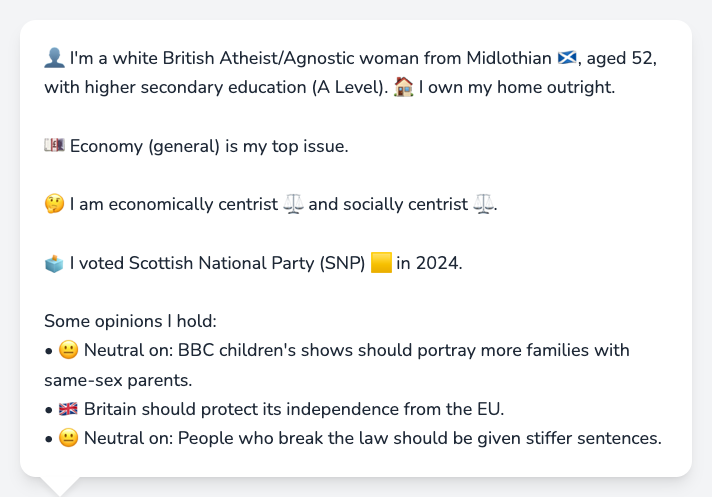 👤 I'm a white British Atheist/Agnostic woman from Midlothian 🏴󠁧󠁢󠁳󠁣󠁴󠁿, aged 52,
with higher secondary education (A Level). 🏠 I own my home outright.
💷 Economy (general) is my top issue.
🤔 I am economically centrist ⚖️ and socially centrist ⚖️.
🗳️ I voted Scottish National Party (SNP) 🟨 in 2024.
Some opinions I hold:
• 😐 Neutral on: BBC children's shows should portray more families with
same-sex parents.
• 🇬🇧 Britain should protect its independence from the EU.
• 😐 Neutral on: People who break the law should be given stiffer sentences.